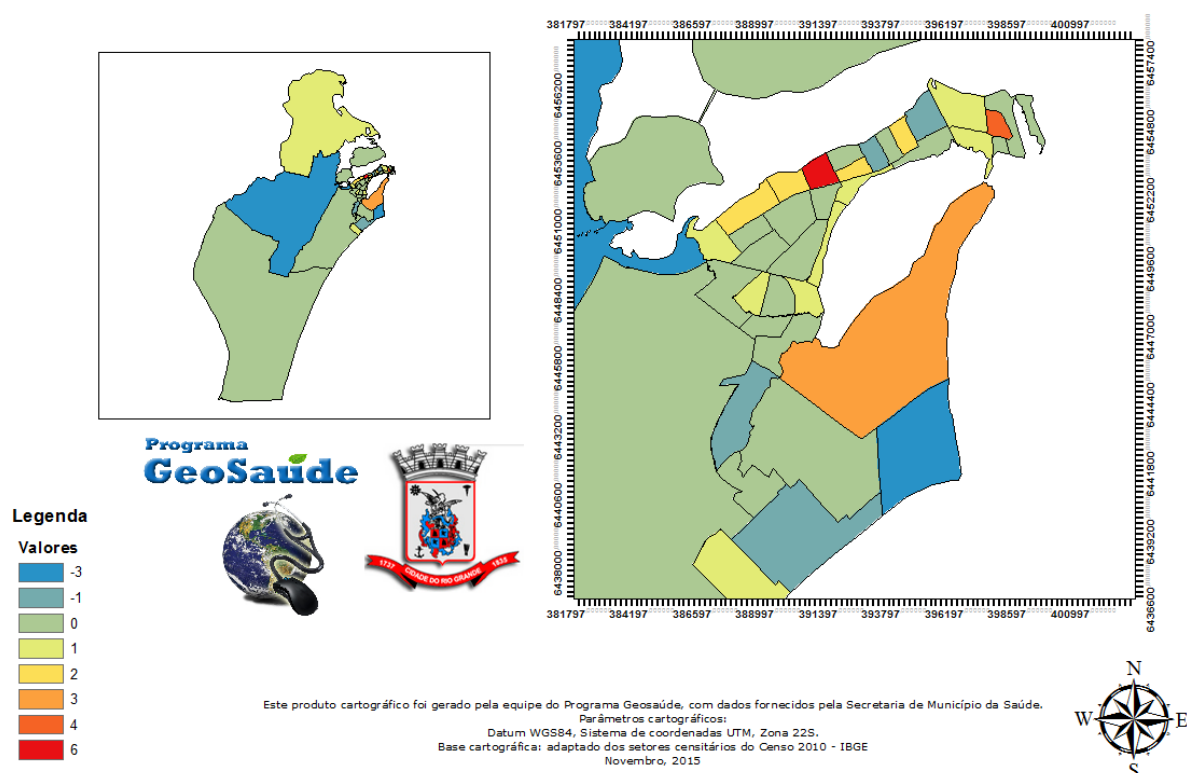 381797 384197 386597 388997 391397 393797 396197 398597 400997
6457400
6456200
6454800
6453600
6452200
6451000
6449600
6448400
6447000
6445800
6444400
6443200
6441800
6440600
6439200
6438000
6436600
381797 384197 386597 388997 391397 393797 396197 398597 400997
Programa
GeoSaúde
1737 CIDADE DO RIO GRANDE 1835
Legenda
Valores
-3
-1
0
1
2
3
4
6
N
W E
S
Este produto cartográfico foi gerado pela equipe do Programa Geosaúde, com dados fornecidos pela Secretaria de Município da Saúde.
Parâmetros cartográficos:
Datum WGS84, Sistema de coordenadas UTM, Zona 22S.
Base cartográfica: adaptado dos setores censitários do Censo 2010 - IBGE
Novembro, 2015